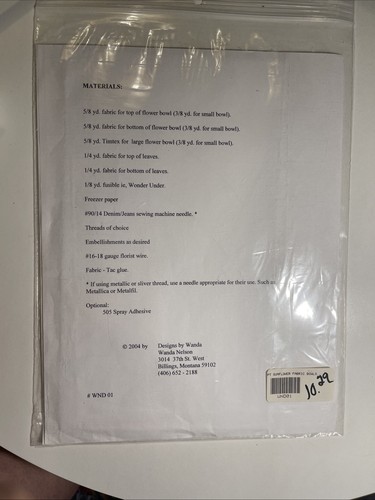 MATERIALS:
5/8 yd. fabric for top of flower bowl (3/8 yd. for small bowl).
5/8 yd. fabric for bottom of flower bowl (3/8 yd. for small bowl).
5/8 yd. Timtex for large flower bowl (3/8 yd. for small bowl).
1/4 yd. fabric for top of leaves.
1/4 yd. fabric for bottom of leaves.
1/8 yd. fusible ie, Wonder Under.
Freezer paper
#90/14 Denim/Jeans sewing machine needle. *
Threads of choice
Embellishments as desired
#16-18 gauge florist wire.
Fabric - Tac glue.
* If using metallic or silver thread, use a needle appropriate for their use. Such as
Metallica or Metafil.
Optional:
505 Spray Adhesive
© 2004 by Designs by Wanda
Wanda Nelson
3014 37th St. West
Billings, Montana 59102
(406) 652 - 2188
# WND 01
SUNFLOWER FABRIC BOWLS
10.29